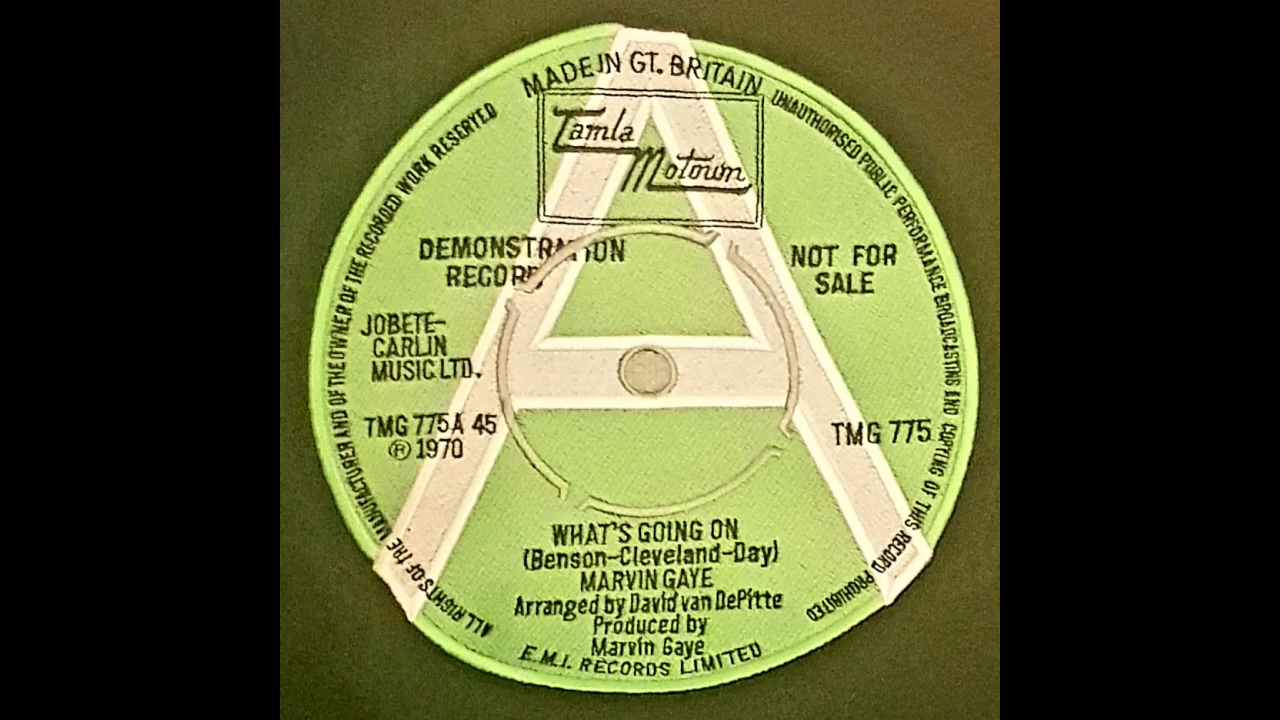 MADE IN GT. BRITAIN
Tamla
Motown
DEMONSTRATION
RECORD
NOT FOR
SALE
JOBETE-
CARLIN
MUSIC LTD.
TMG 775A 45
℗ 1970
TMG 775
A
WHAT'S GOING ON
(Benson-Cleveland-Day)
MARVIN GAYE
Arranged by David van DePitte
Produced by
Marvin Gaye
E.M.I. RECORDS LIMITED
ALL RIGHTS OF THE MANUFACTURER AND OF THE OWNER OF THE RECORDED WORK RESERVED
UNAUTHORISED PUBLIC PERFORMANCE BROADCASTING AND COPYING OF THIS RECORD PROHIBITED